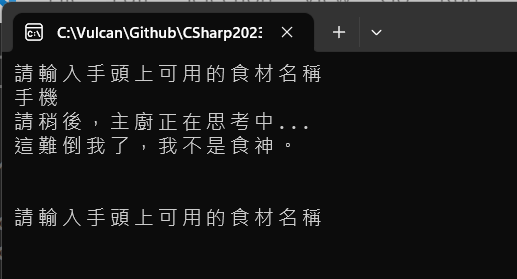 C:\Vulcan\Github\CSharp2023
請輸入手頭上可用的食材名稱
手機
請稍後，主廚正在思考中...
這難倒我了，我不是食神。
請輸入手頭上可用的食材名稱